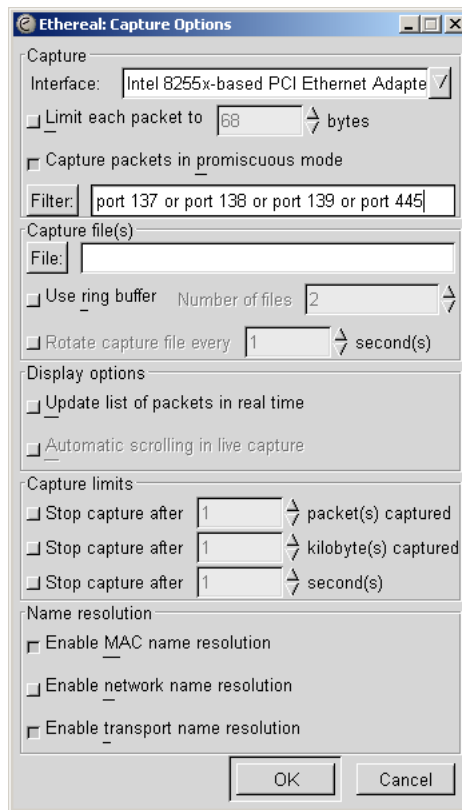 Ethereal: Capture Options
Capture
Interface: Intel 8255x-based PCI Ethernet Adapte
Limit each packet to 68 bytes
Capture packets in promiscuous mode
Filter: port 137 or port 138 or port 139 or port 445
Capture file(s)
File:
Use ring buffer Number of files 2
Rotate capture file every 1 second(s)
Display options
Update list of packets in real time
Automatic scrolling in live capture
Capture limits
Stop capture after 1 packet(s) captured
Stop capture after 1 kilobyte(s) captured
Stop capture after 1 second(s)
Name resolution
Enable MAC name resolution
Enable network name resolution
Enable transport name resolution
OK Cancel